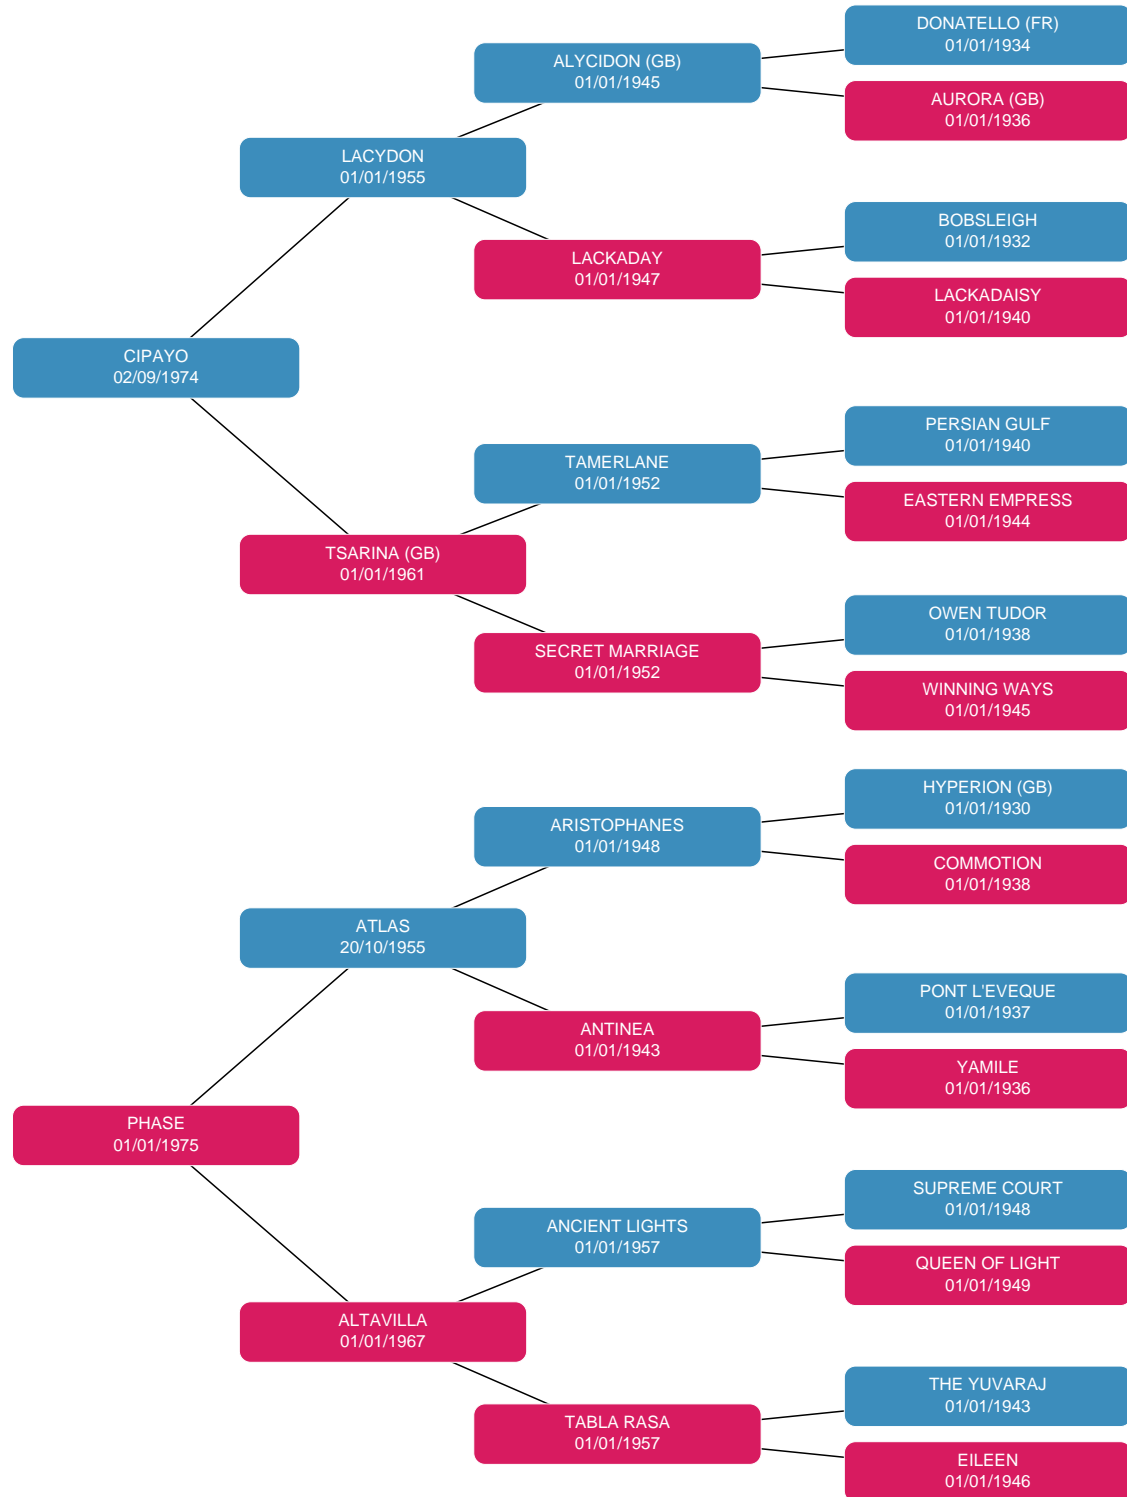 DONATELLO (FR)
01/01/1934
ALYCIDON (GB)
01/01/1945
AURORA (GB)
01/01/1936
LACYDON
01/01/1955
BOBSLEIGH
01/01/1932
LACKADAY
01/01/1947
LACKADAISY
01/01/1940
CIPAYO
02/09/1974
PERSIAN GULF
01/01/1940
TAMERLANE
01/01/1952
EASTERN EMPRESS
01/01/1944
TSARINA (GB)
01/01/1961
OWEN TUDOR
01/01/1938
SECRET MARRIAGE
01/01/1952
WINNING WAYS
01/01/1945
HYPERION (GB)
01/01/1930
ARISTOPHANES
01/01/1948
COMMOTION
01/01/1938
ATLAS
20/10/1955
PONT L'EVEQUE
01/01/1937
ANTINEA
01/01/1943
YAMILE
01/01/1936
PHASE
01/01/1975
SUPREME COURT
01/01/1948
ANCIENT LIGHTS
01/01/1957
QUEEN OF LIGHT
01/01/1949
ALTAVILLA
01/01/1967
THE YUVARAJ
01/01/1943
TABLA RASA
01/01/1957
EILEEN
01/01/1946